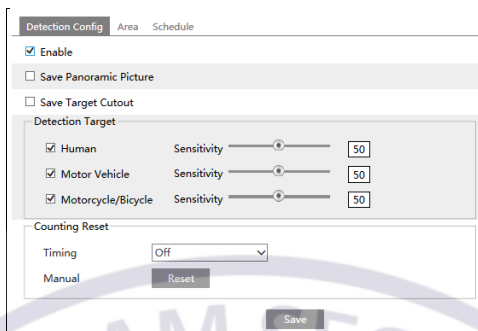 Detection Config Area Schedule
Enable
Save Panoramic Picture
Save Target Cutout
Detection Target
Human Sensitivity 50
Motor Vehicle Sensitivity 50
Motorcycle/Bicycle Sensitivity 50
Counting Reset
Timing Off
Manual Reset
Save